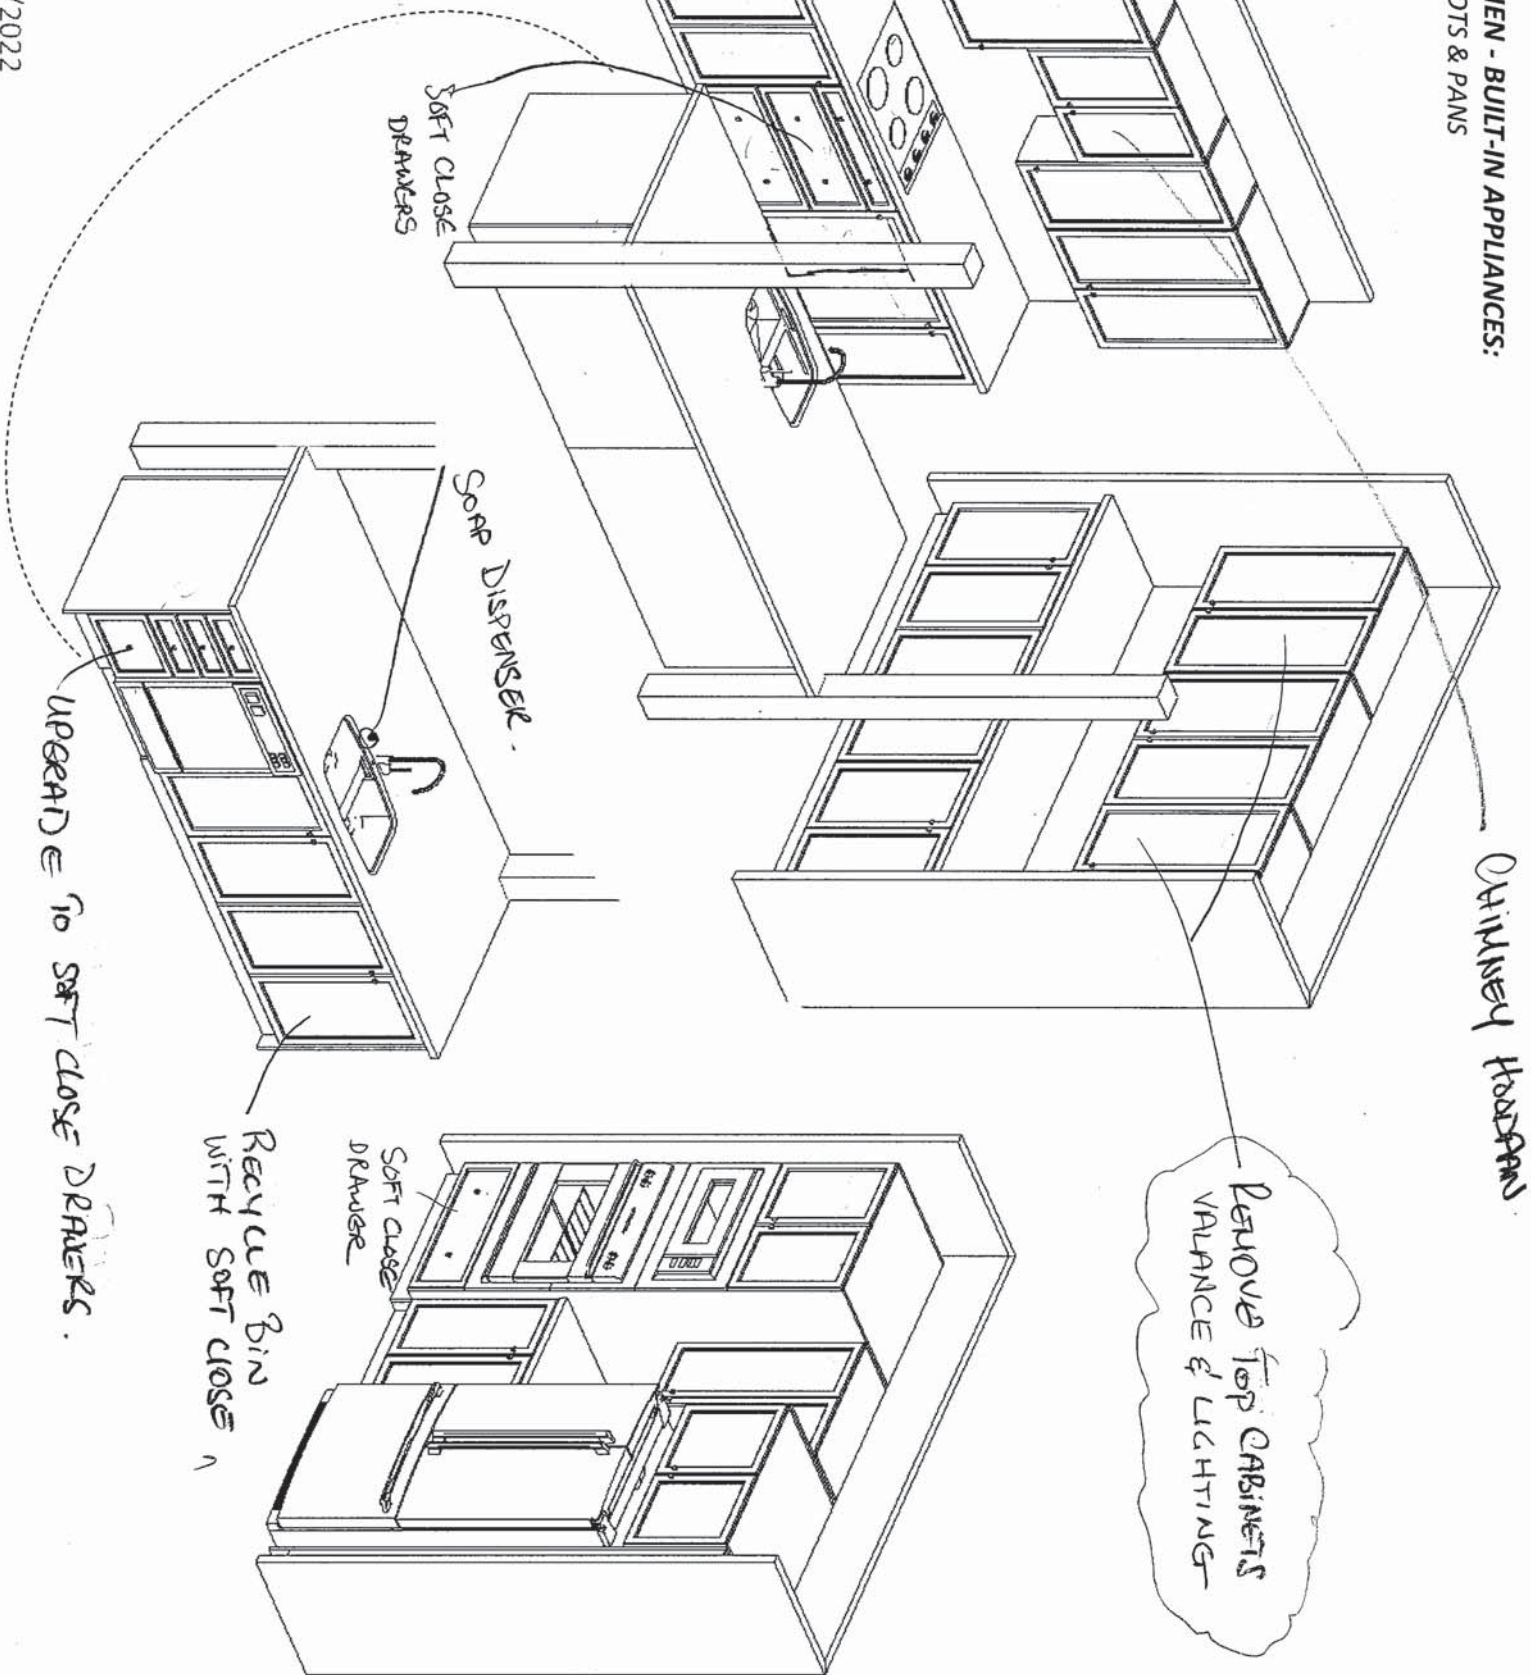 HEN - BUILT-IN APPLIANCES:
OTS & PANS
CHIMNEY HOODFAN.
REMOVE TOP CABINETS
VALANCE & LIGHTING
SOFT CLOSE
DRAWERS
SOAP DISPENSER.
SOFT CLOSE
DRAWER
RECYCLE BIN
WITH SOFT CLOSE
UPGRADE TO SOFT CLOSE DRAWERS.
/2022